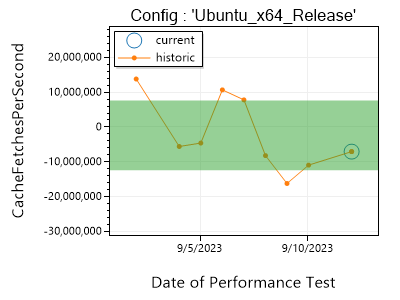 Config : 'Ubuntu_x64_Release'
current
historic
20,000,000
10,000,000
0
-10,000,000
-20,000,000
-30,000,000
CacheFetchesPerSecond
9/5/2023
9/10/2023
Date of Performance Test